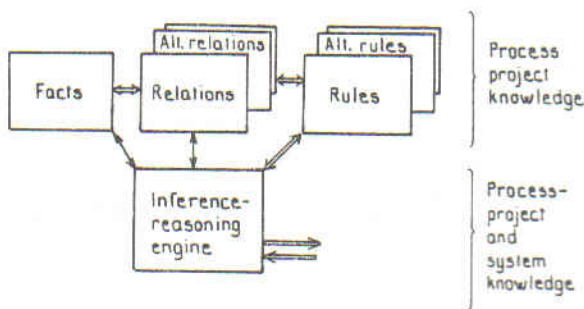 Alt. relations
Alt. rules
Facts
Relations
Rules
Process
project
knowledge
Inference-
reasoning
engine
Process-
project
and
system
knowledge